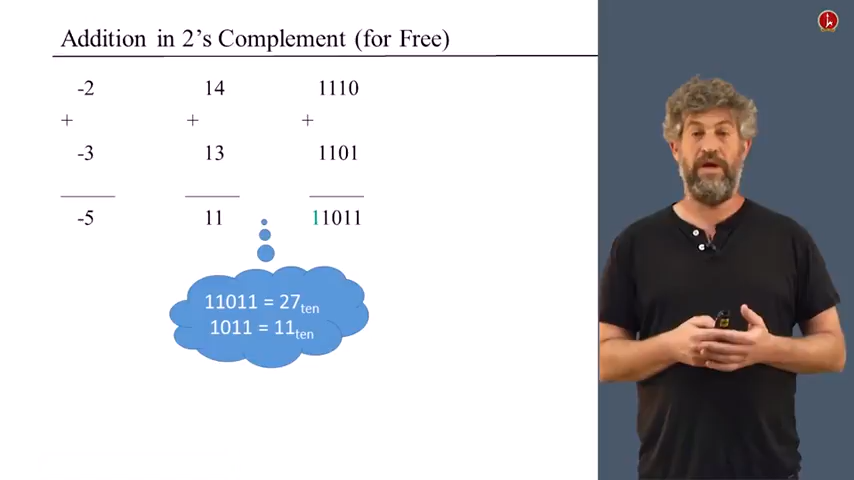 Addition in 2's Complement (for Free)
-2 14 1110
+ + +
-3 13 1101
-5 11 11011
11011 = 27ten
1011 = 11ten